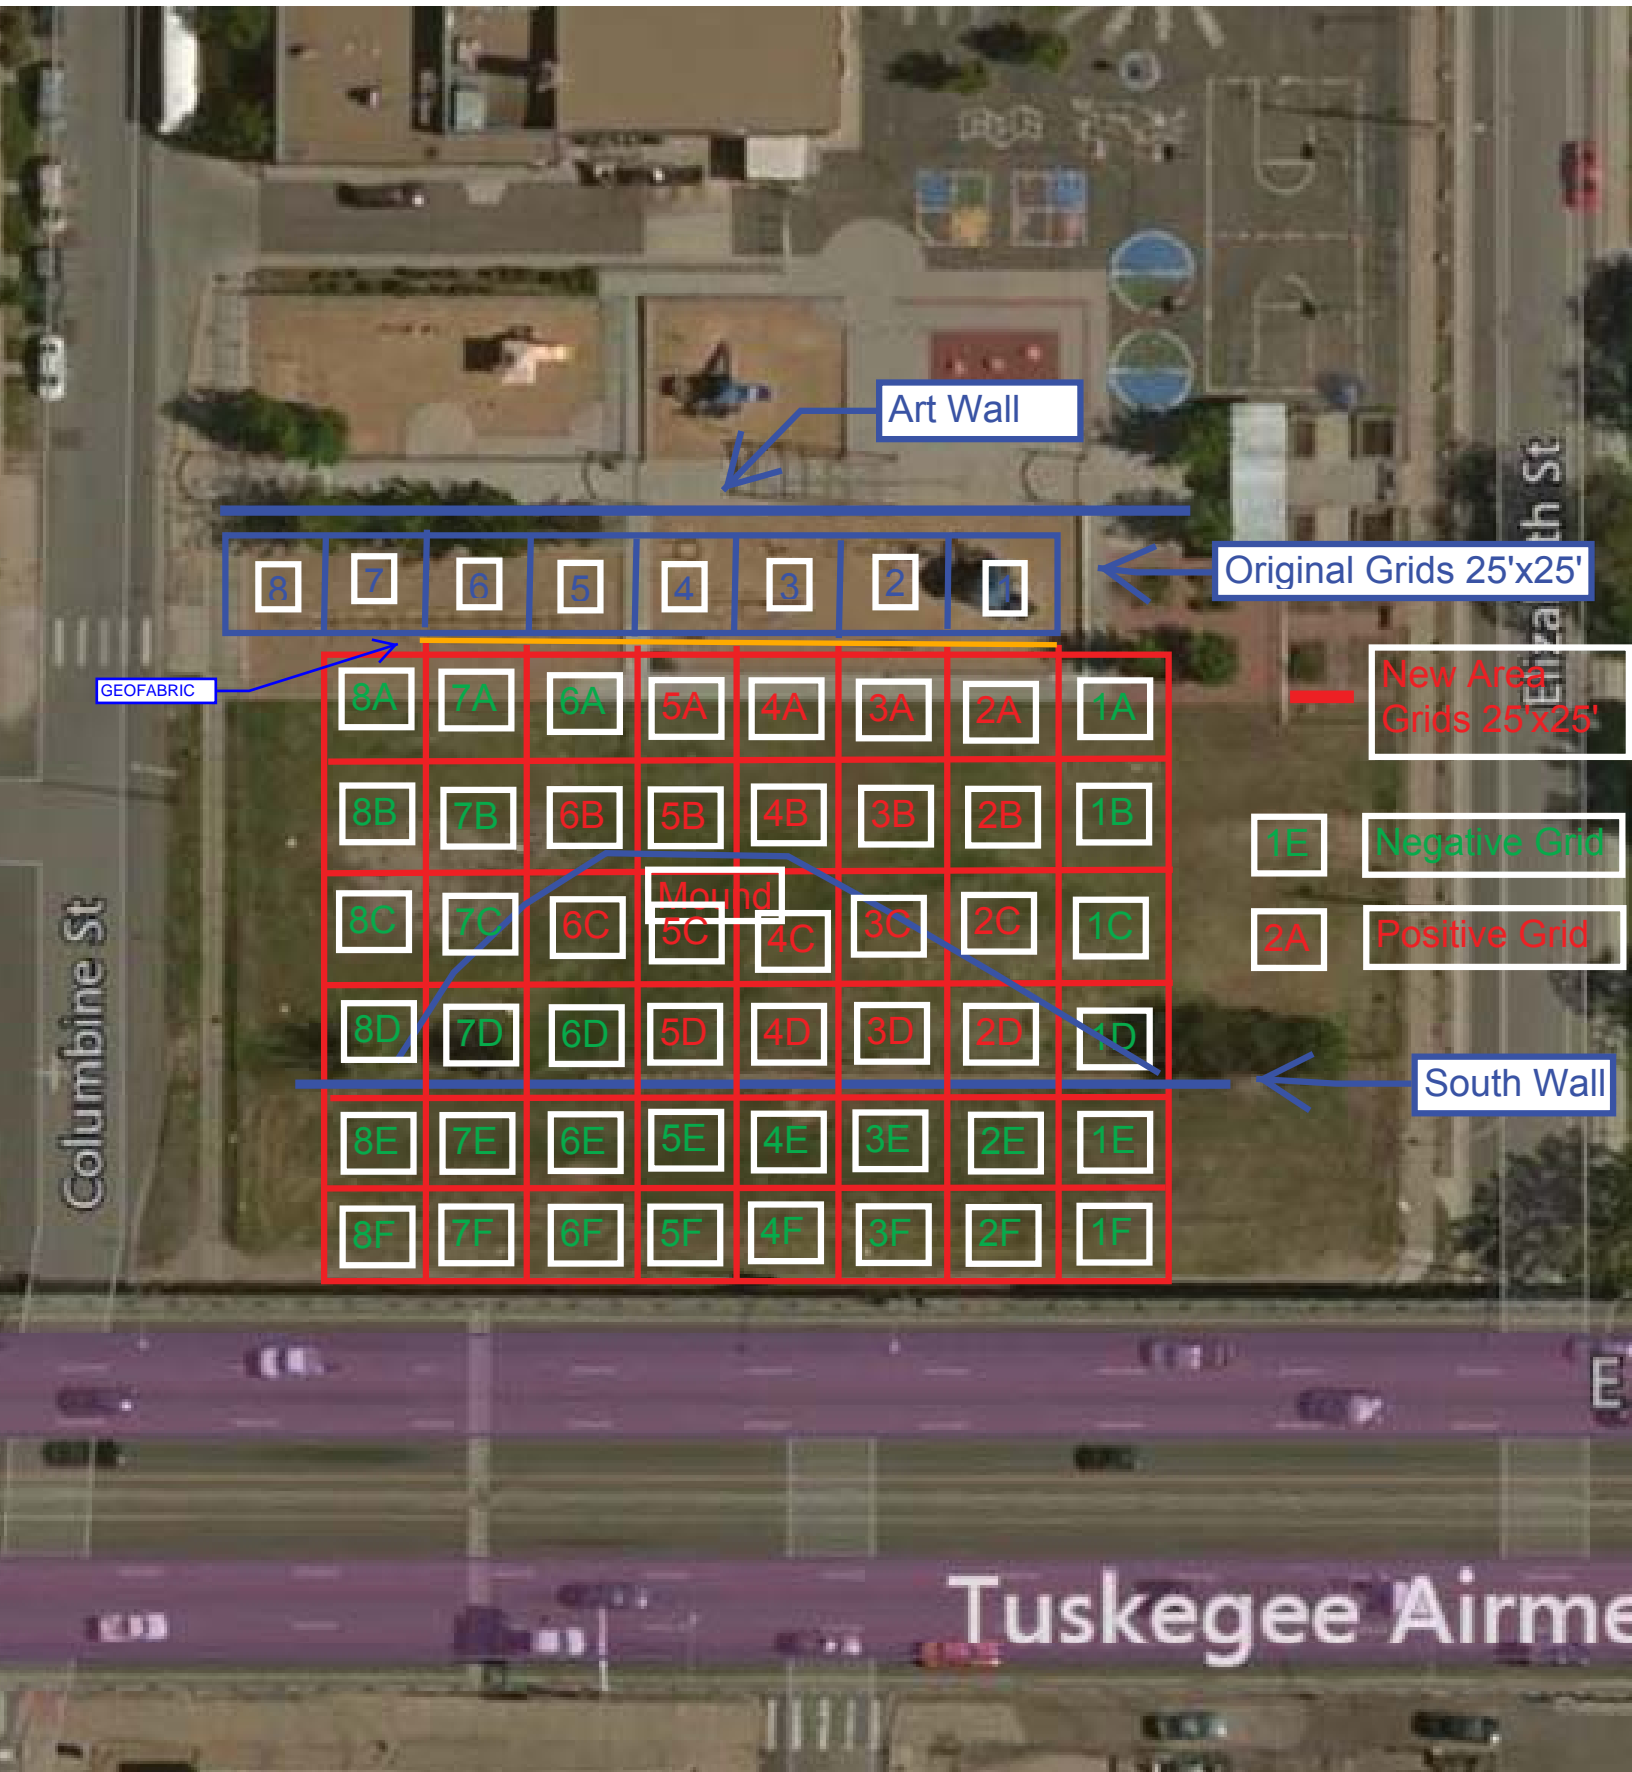 Art Wall
Elizabeth St
Original Grids 25'x25'
8 7 6 5 4 3 2 1
GEOFABRIC
New Area
Grids 25'x25'
8A 7A 6A 5A 4A 3A 2A 1A
8B 7B 6B 5B 4B 3B 2B 1B
1E Negative Grid
Mound
8C 7C 6C 5C 4C 3C 2C 1C
2A Positive Grid
8D 7D 6D 5D 4D 3D 2D 1D
South Wall
Columbine St
8E 7E 6E 5E 4E 3E 2E 1E
8F 7F 6F 5F 4F 3F 2F 1F
E
Tuskegee Airme